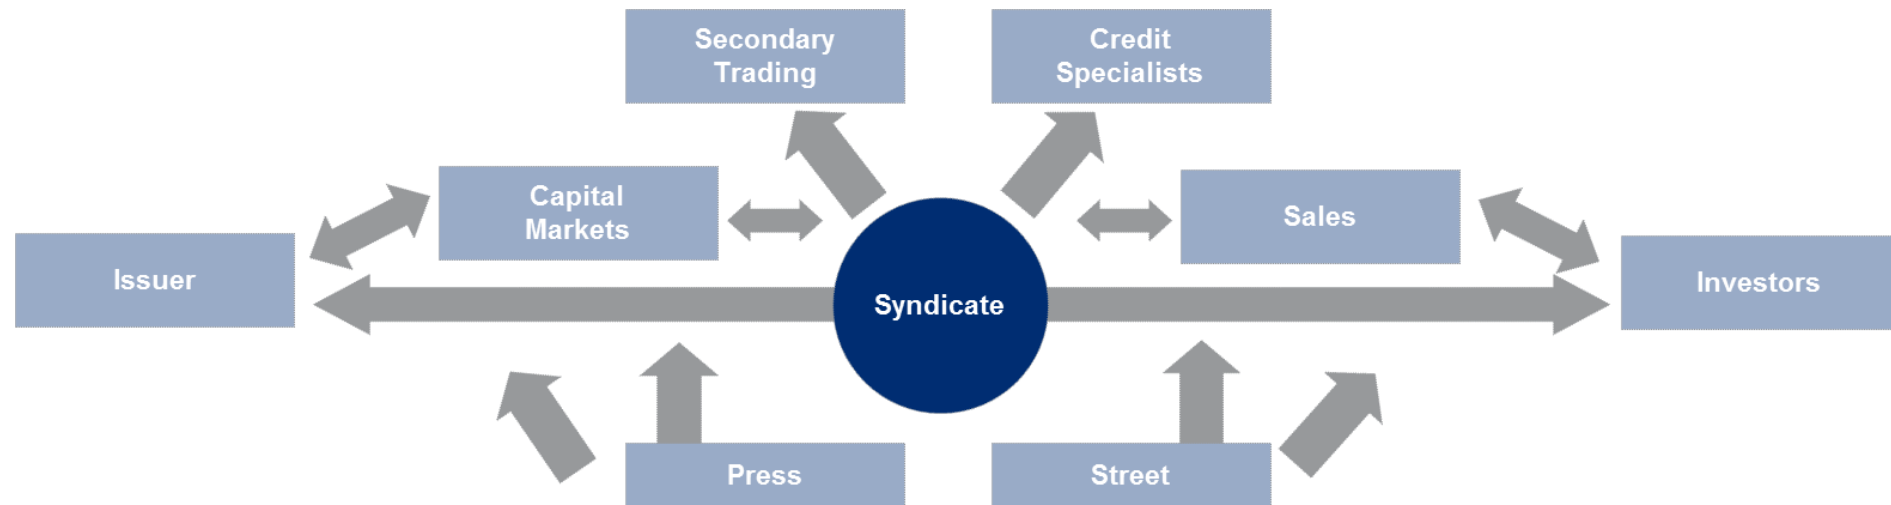 Secondary
Trading
Credit
Specialists
Capital
Markets
Sales
Issuer
Investors
Syndicate
Press
Street